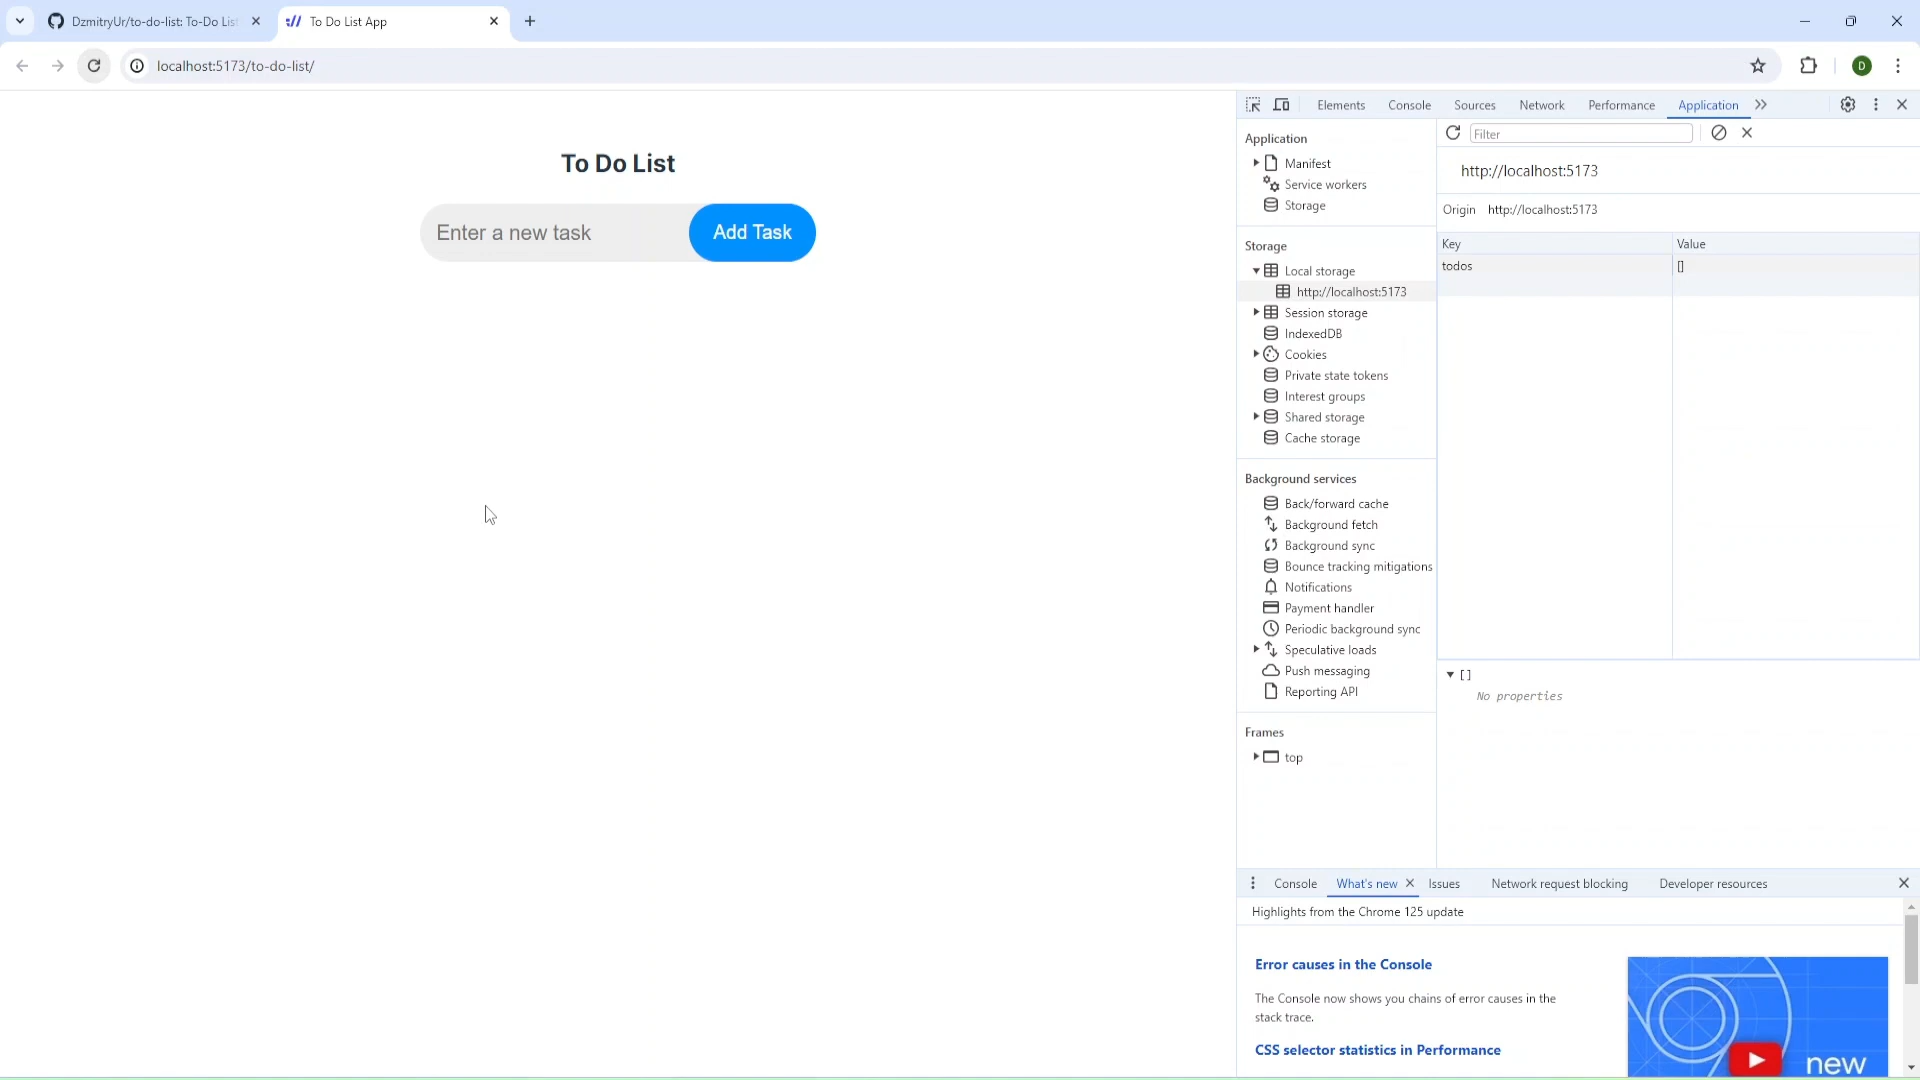 DzmitryUr/to-do-list: To-Do Lis
To Do List App
localhost:5173/to-do-list/
D
To Do List
Enter a new task
Add Task
Elements
Console
Sources
Network
Performance
Application
Application
Manifest
Service workers
Storage
Storage
Local storage
http://localhost:5173
Session storage
IndexedDB
Cookies
Private state tokens
Interest groups
Shared storage
Cache storage
Background services
Back/forward cache
Background fetch
Background sync
Bounce tracking mitigations
Notifications
Payment handler
Periodic background sync
Speculative loads
Push messaging
Reporting API
Frames
top
Filter
http://localhost:5173
Origin http://localhost:5173
Key Value
todos []
[]
No properties
Console
What's new
Issues
Network request blocking
Developer resources
Highlights from the Chrome 125 update
Error causes in the Console
The Console now shows you chains of error causes in the
stack trace.
CSS selector statistics in Performance
new